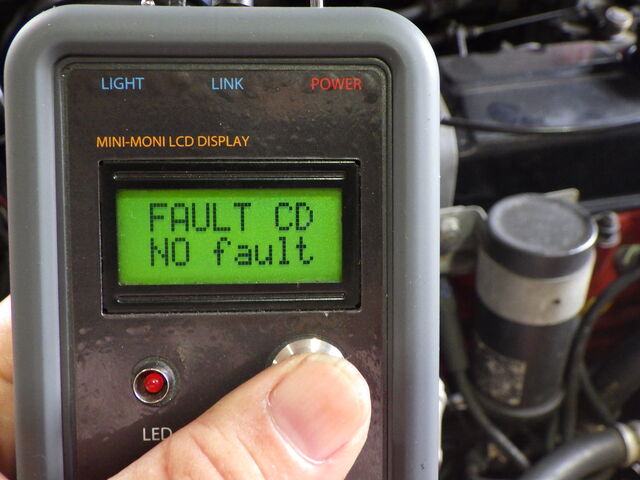 LIGHT LINK POWER
MINI-MONI LCD DISPLAY
FAULT CD
NO fault
LED